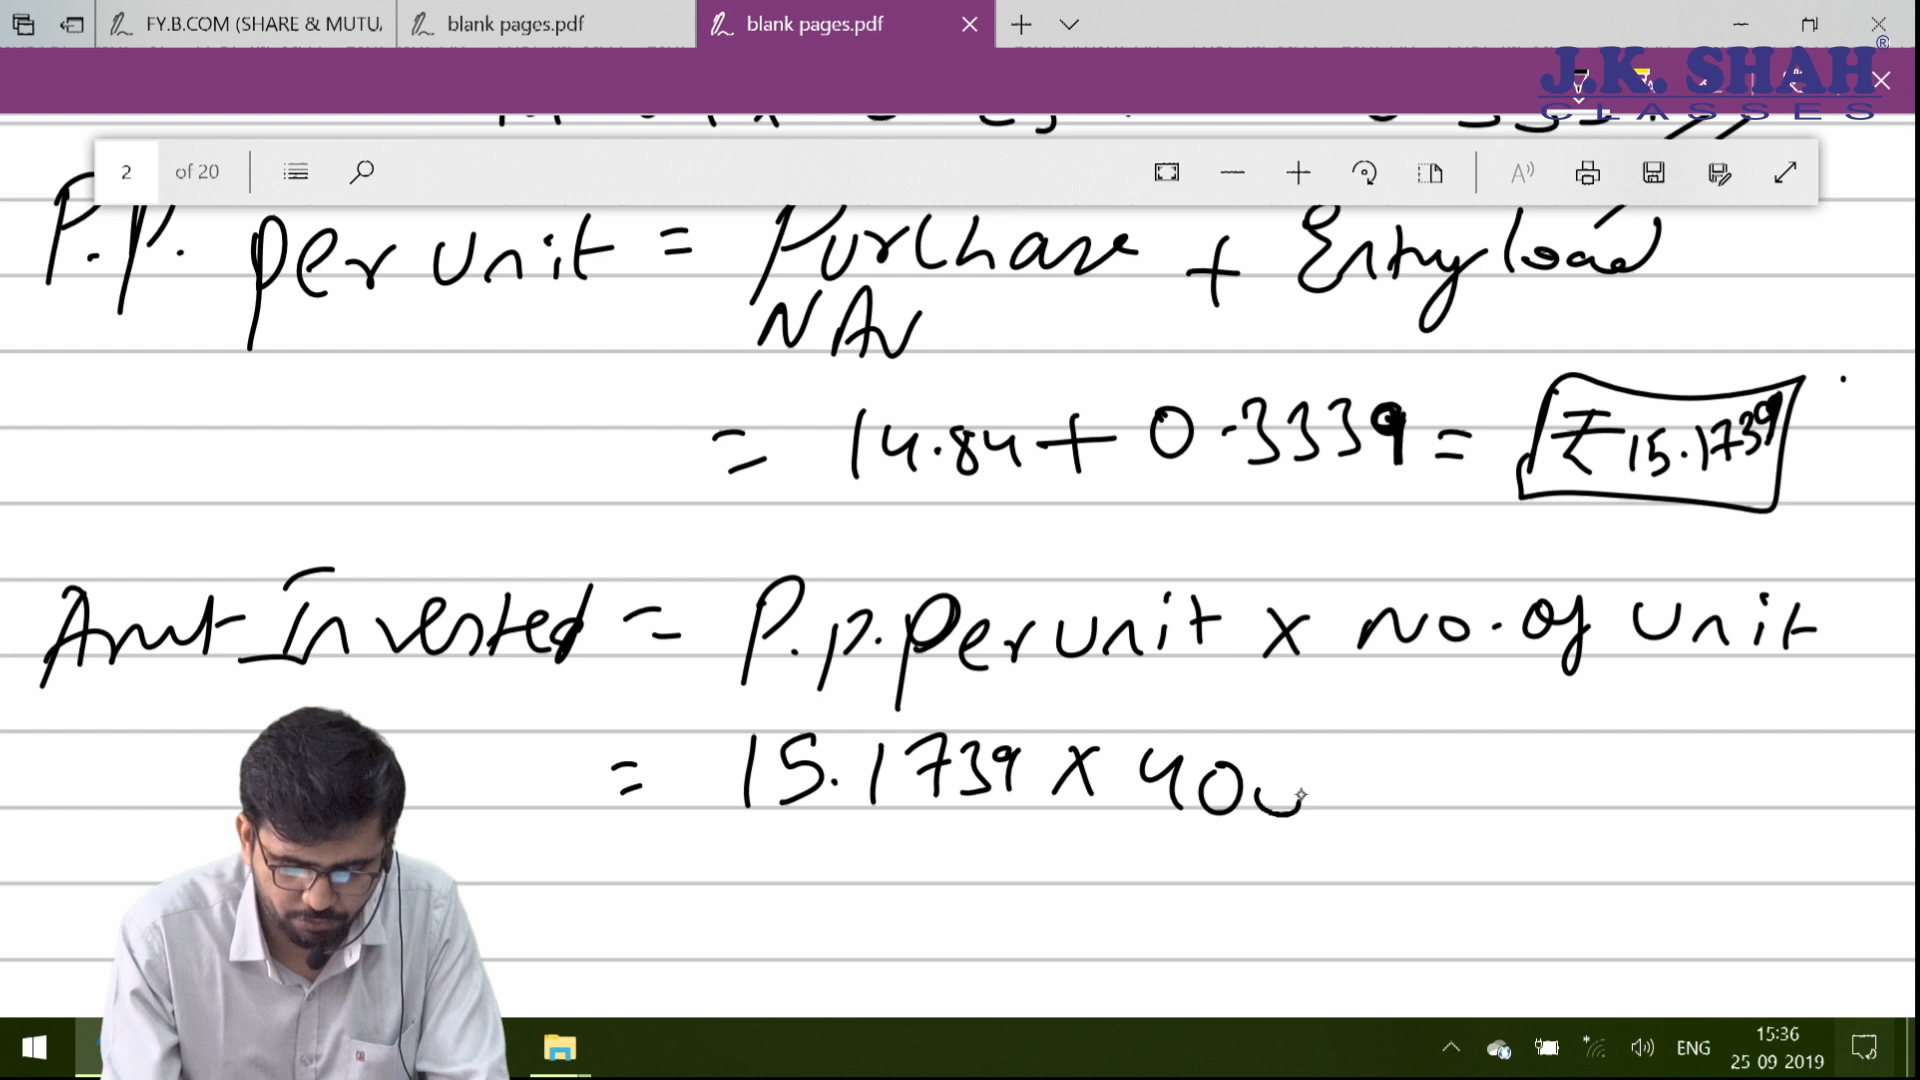 FY.B.COM (SHARE & MUTU
blank pages.pdf
blank pages.pdf
J.K. SHAH®
CLASSES
2 of 20
P.P. per unit = Purchase NAV + Entry load
= 14.84 + 0.3339 = ₹15.1739
Amt Invested = P.P. per unit x No. of unit
= 15.1739 x 400
ENG
15:36
25 09 2019